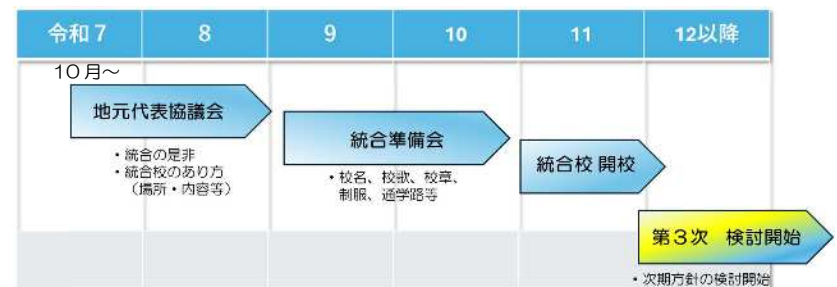 令和7 8 9 10 11 12以降
10月～
地元代表協議会
・統合の是非
・統合校のあり方
（場所・内容等）
統合準備会
・校名、校歌、校章、
制服、通学路等
統合校 開校
第３次 検討開始
・次期方針の検討開始